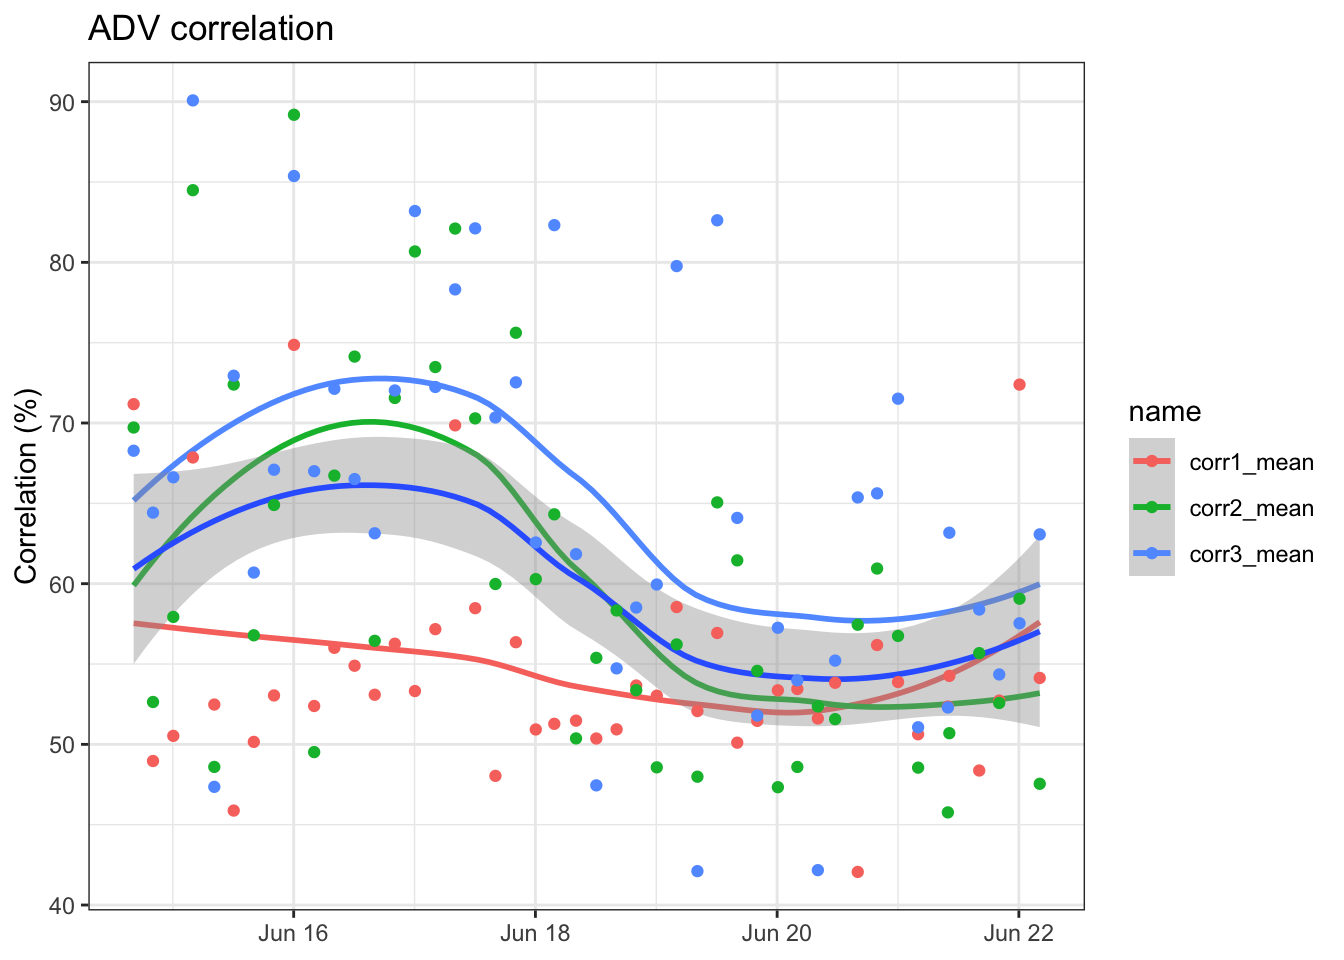 ADV correlation
Correlation (%)
90
80
70
60
50
40
Jun 16 Jun 18 Jun 20 Jun 22
name
corr1_mean
corr2_mean
corr3_mean